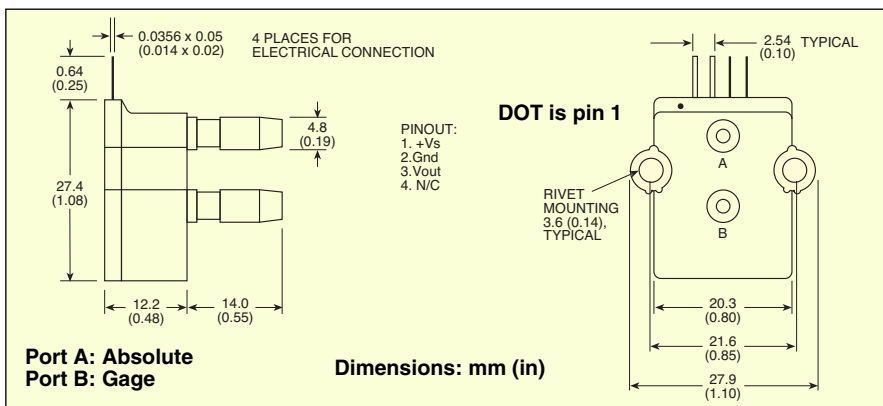 0.0356 x 0.05
(0.014 x 0.02)
4 PLACES FOR
ELECTRICAL CONNECTION
0.64
(0.25)
27.4
(1.08)
4.8
(0.19)
12.2
(0.48)
14.0
(0.55)
PINOUT:
1. +Vs
2.Gnd
3.Vout
4. N/C
DOT is pin 1
2.54
(0.10)
TYPICAL
A
B
RIVET
MOUNTING
3.6 (0.14),
TYPICAL
20.3
(0.80)
21.6
(0.85)
27.9
(1.10)
Port A: Absolute
Port B: Gage
Dimensions: mm (in)